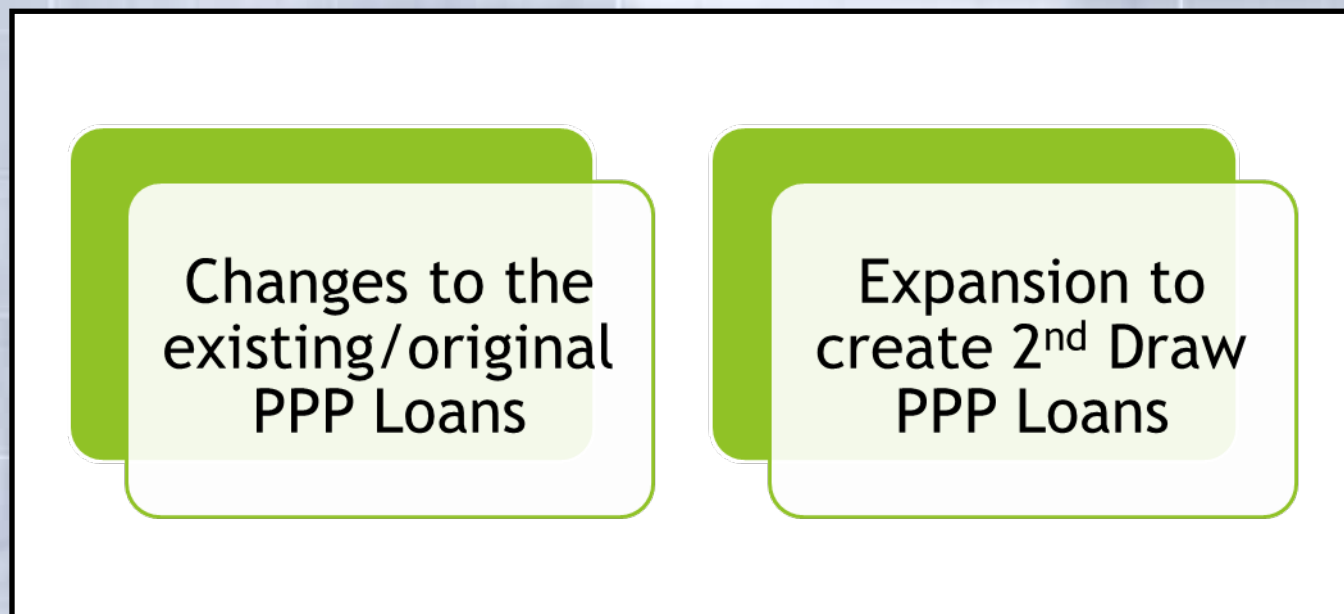 Changes to the
existing/original
PPP Loans
Expansion to
create 2nd Draw
PPP Loans